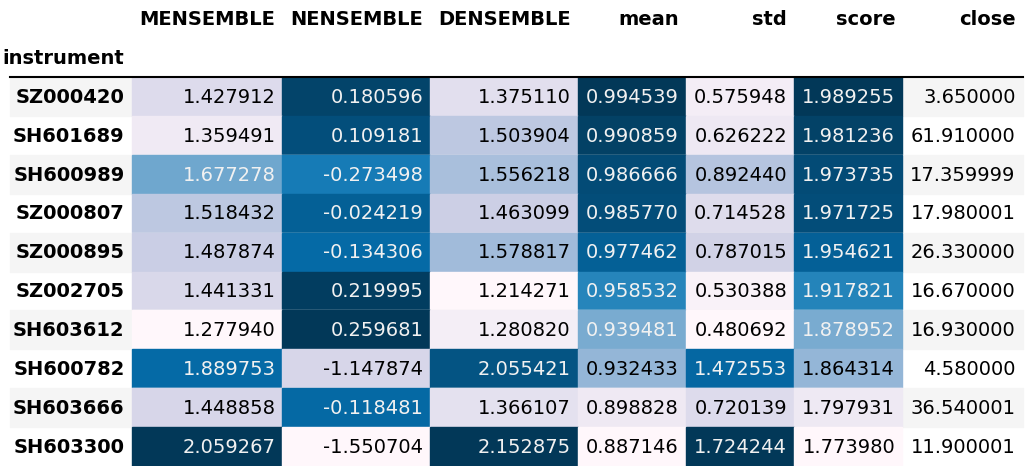 MENSEMBLE NENSEMBLE DENSEMBLE mean std score close
instrument
SZ000420 1.427912 0.180596 1.375110 0.994539 0.575948 1.989255 3.650000
SH601689 1.359491 0.109181 1.503904 0.990859 0.626222 1.981236 61.910000
SH600989 1.677278 -0.273498 1.556218 0.986666 0.892440 1.973735 17.359999
SZ000807 1.518432 -0.024219 1.463099 0.985770 0.714528 1.971725 17.980001
SZ000895 1.487874 -0.134306 1.578817 0.977462 0.787015 1.954621 26.330000
SZ002705 1.441331 0.219995 1.214271 0.958532 0.530388 1.917821 16.670000
SH603612 1.277940 0.259681 1.280820 0.939481 0.480692 1.878952 16.930000
SH600782 1.889753 -1.147874 2.055421 0.932433 1.472553 1.864314 4.580000
SH603666 1.448858 -0.118481 1.366107 0.898828 0.720139 1.797931 36.540001
SH603300 2.059267 -1.550704 2.152875 0.887146 1.724244 1.773980 11.900001